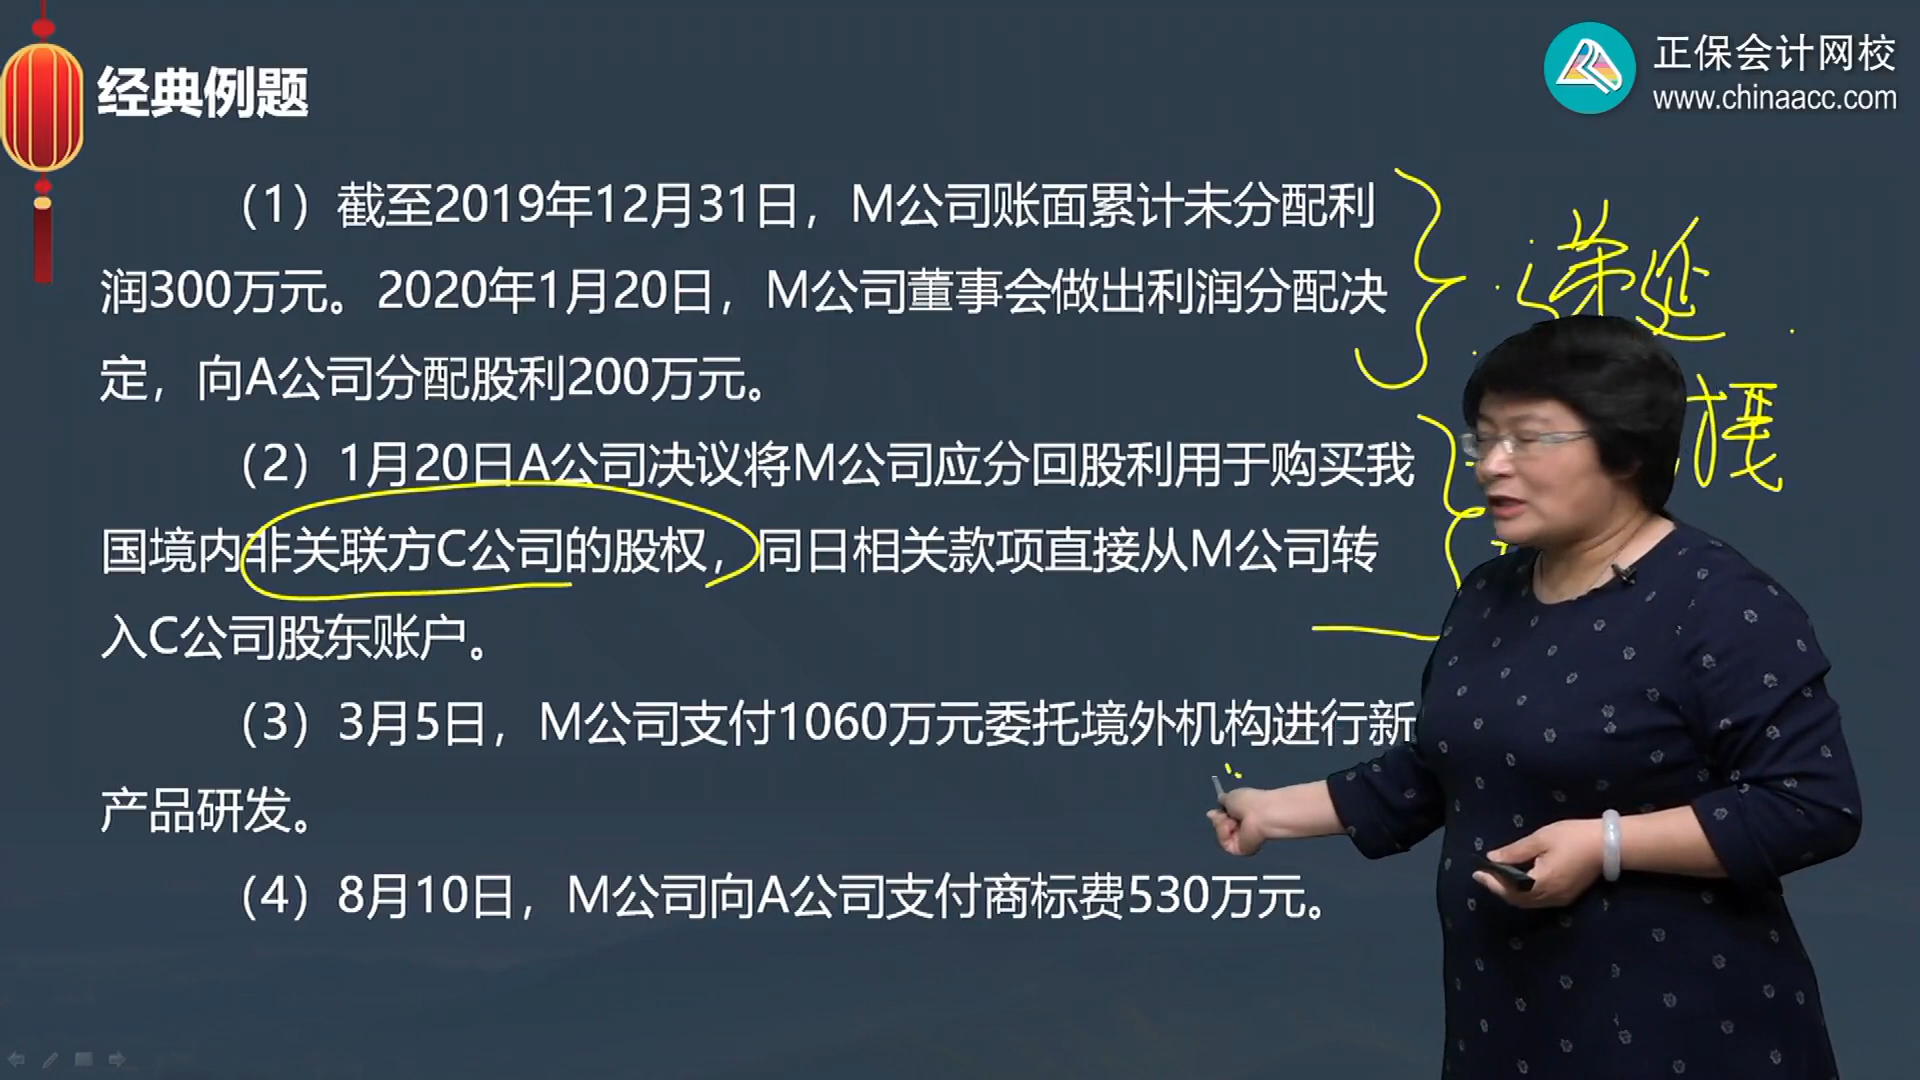 正保会计网校
www.chinaacc.com
经典例题
（1）截至2019年12月31日，M公司账面累计未分配利
润300万元。2020年1月20日，M公司董事会做出利润分配决
定，向A公司分配股利200万元。
（2）1月20日A公司决议将M公司应分回股利用于购买我
国境内非关联方C公司的股权，同日相关款项直接从M公司转
入C公司股东账户。
（3）3月5日，M公司支付1060万元委托境外机构进行新
产品研发。
（4）8月10日，M公司向A公司支付商标费530万元。
递延